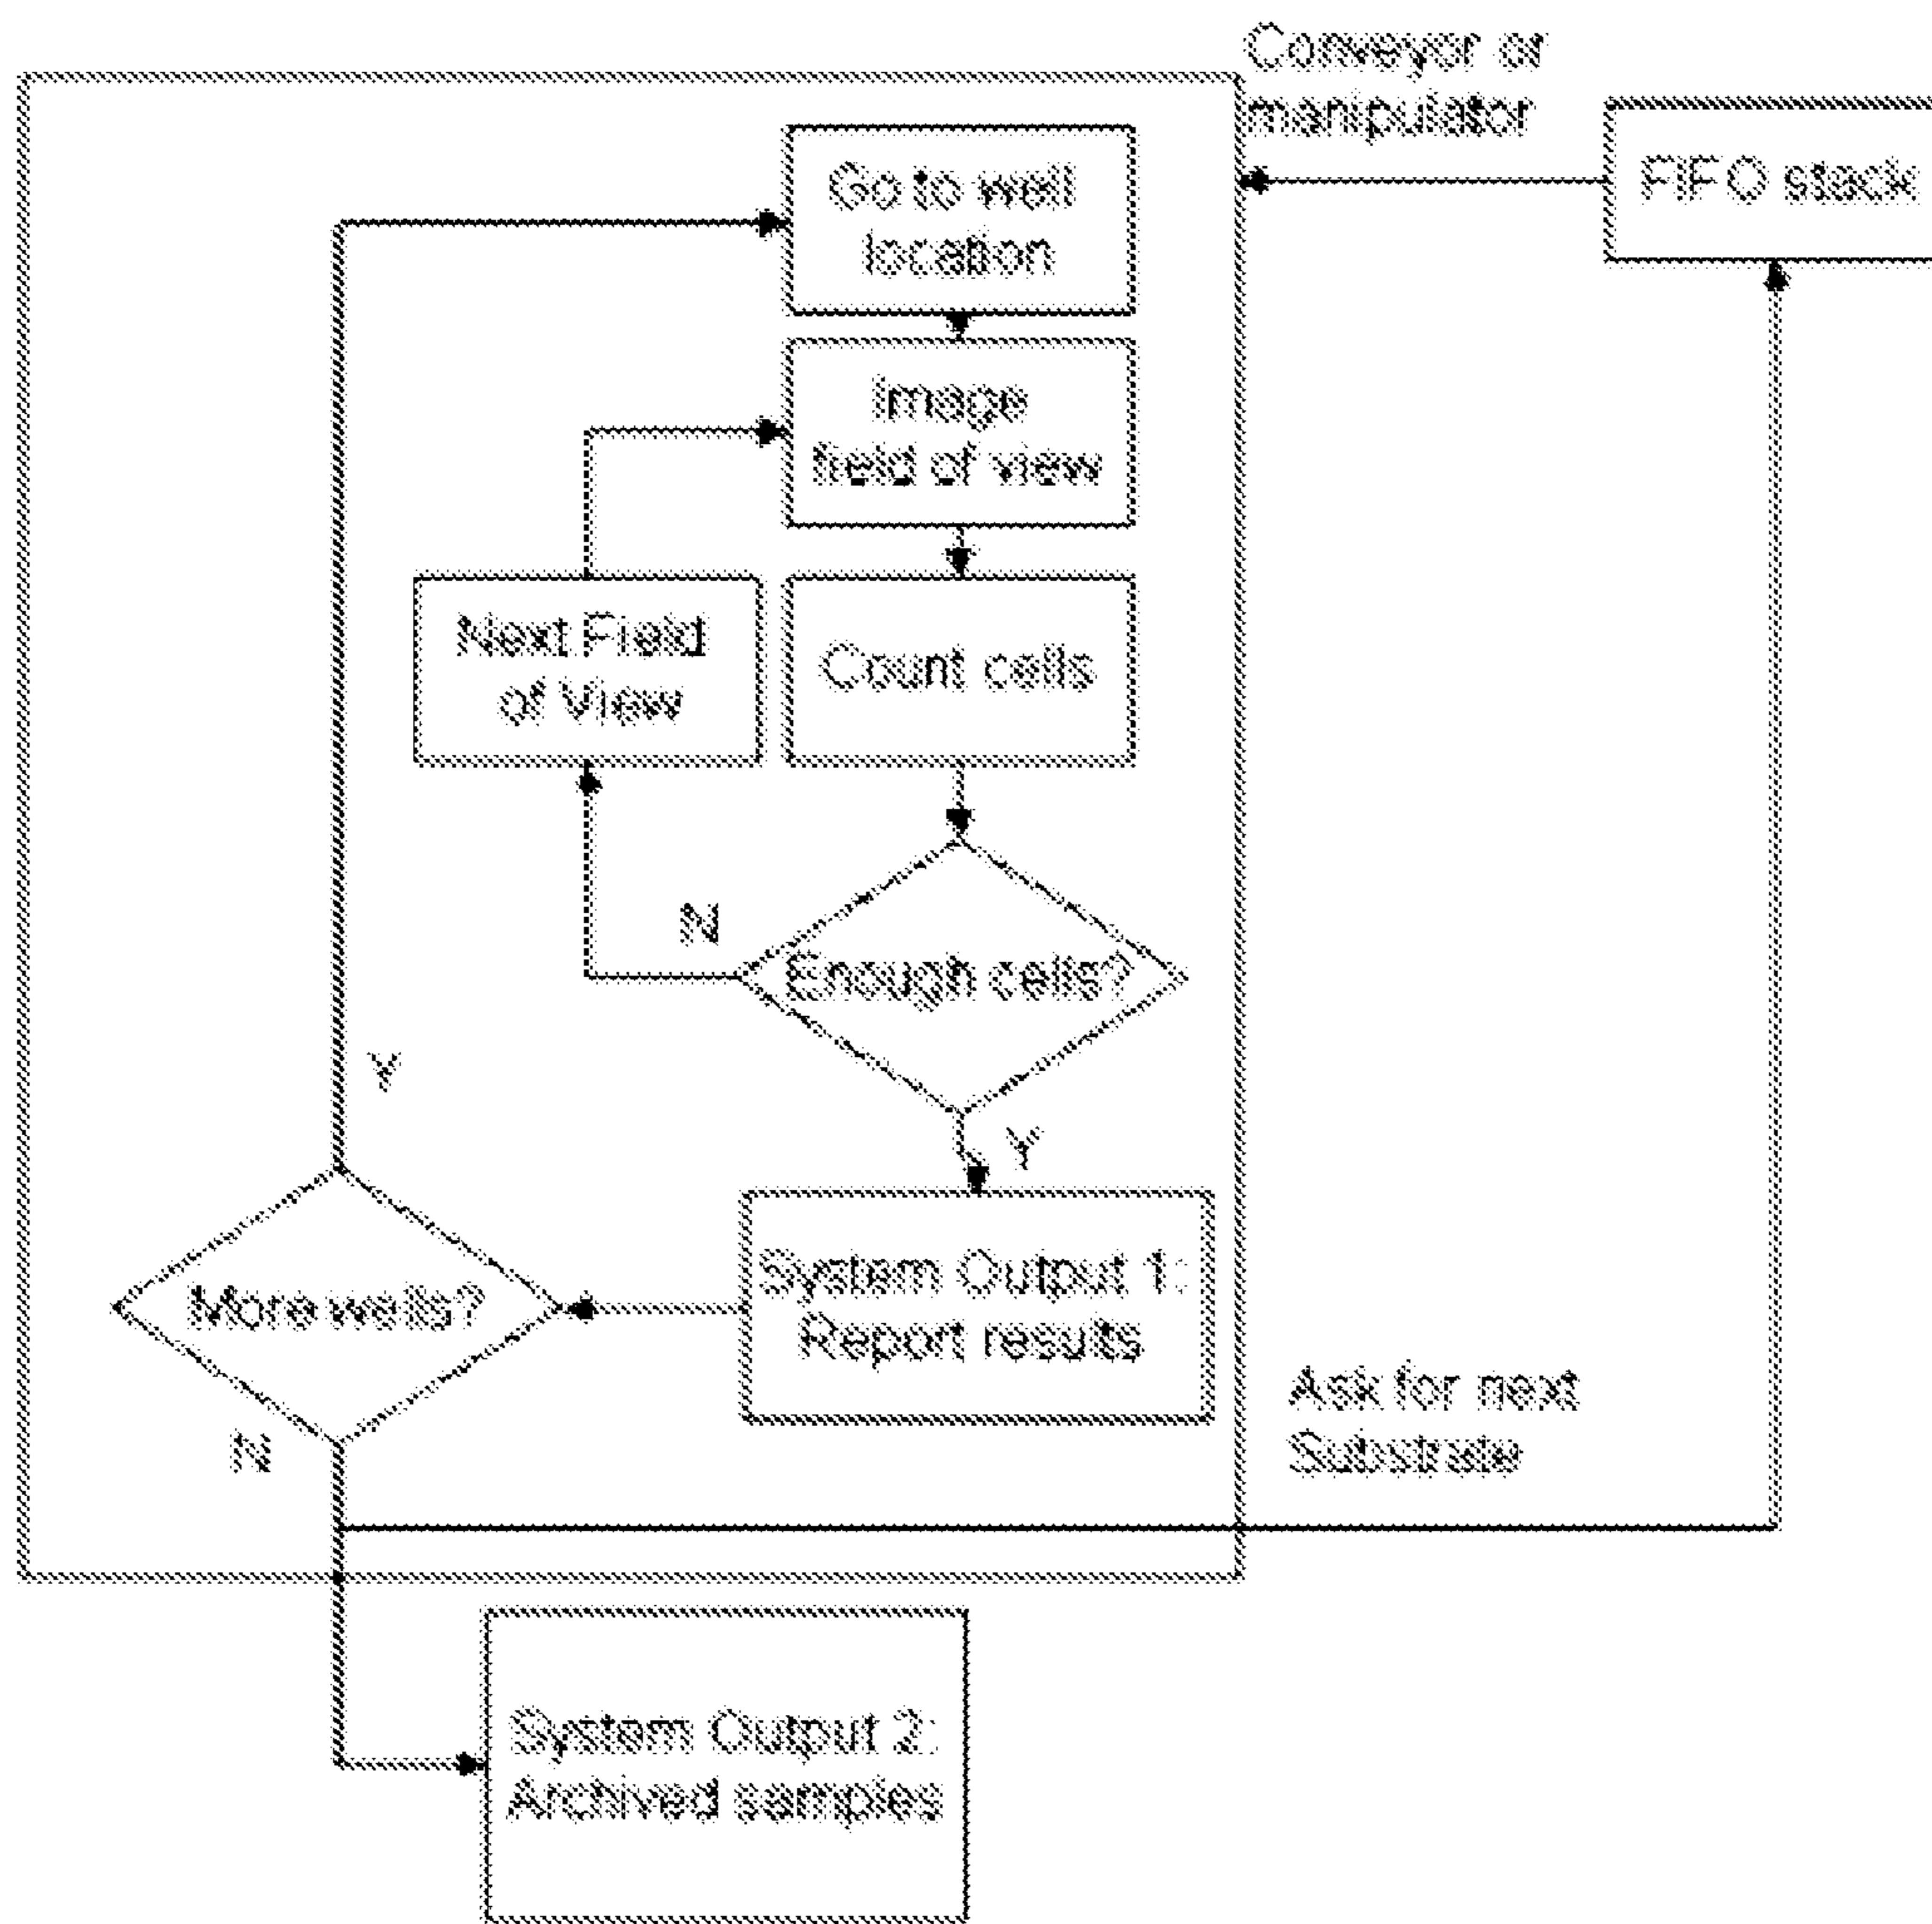 Conveyor or
manipulator
FIFO stack
Go to well
location
Image
field of view
Next Field
of View
Count cells
N
Enough cells?
Y
Y
More wells?
System Output 1:
Report results
N
Ask for next
Substrate
System Output 2:
Archived samples